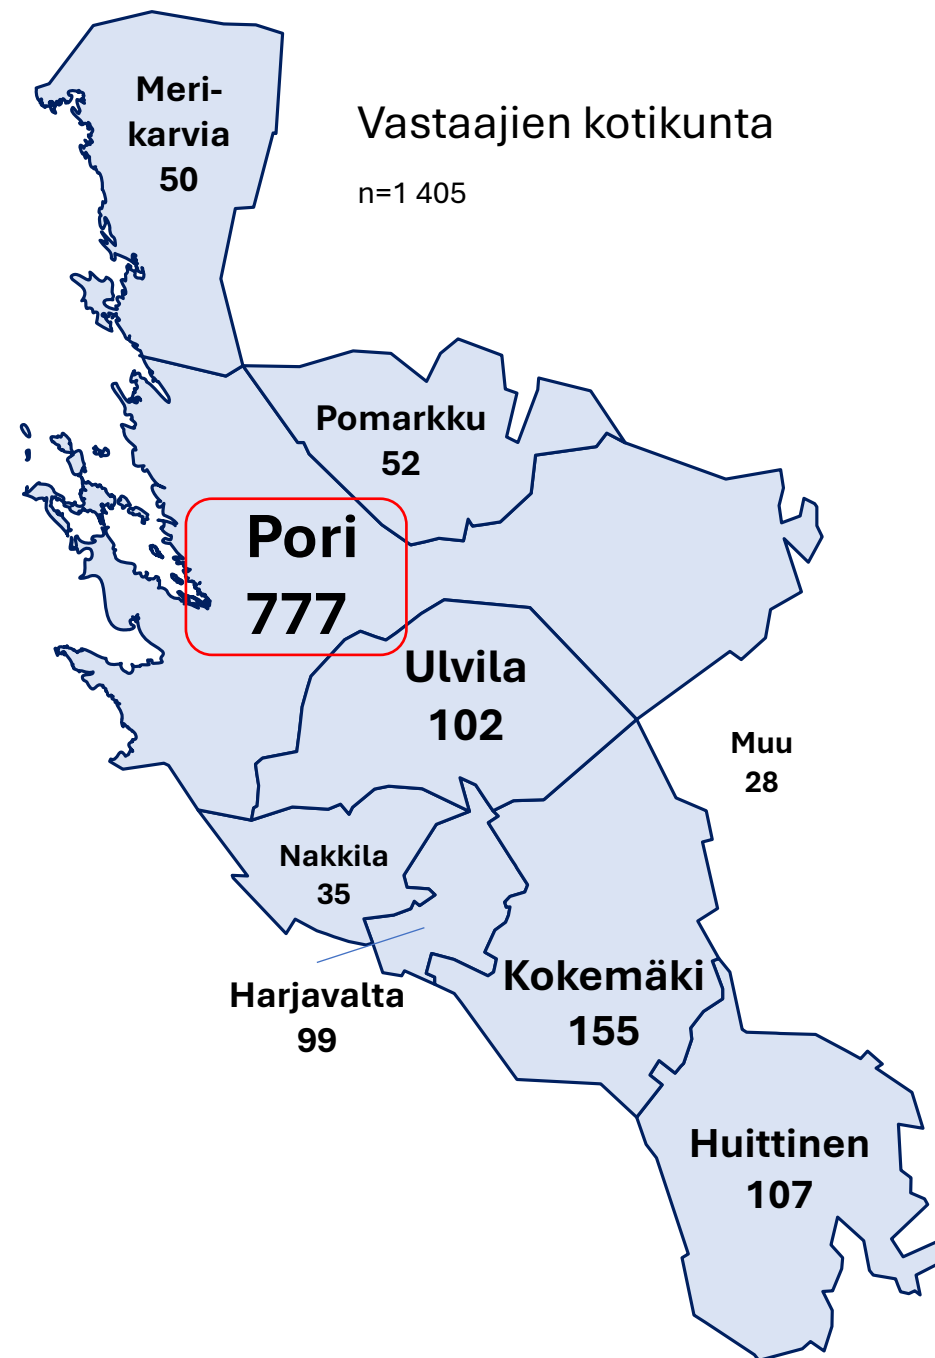 Meri-
karvia
50
Vastaajien kotikunta
n=1 405
Pomarkku
52
Pori
777
Ulvila
102
Muu
28
Nakkila
35
Harjavalta
99
Kokemäki
155
Huittinen
107